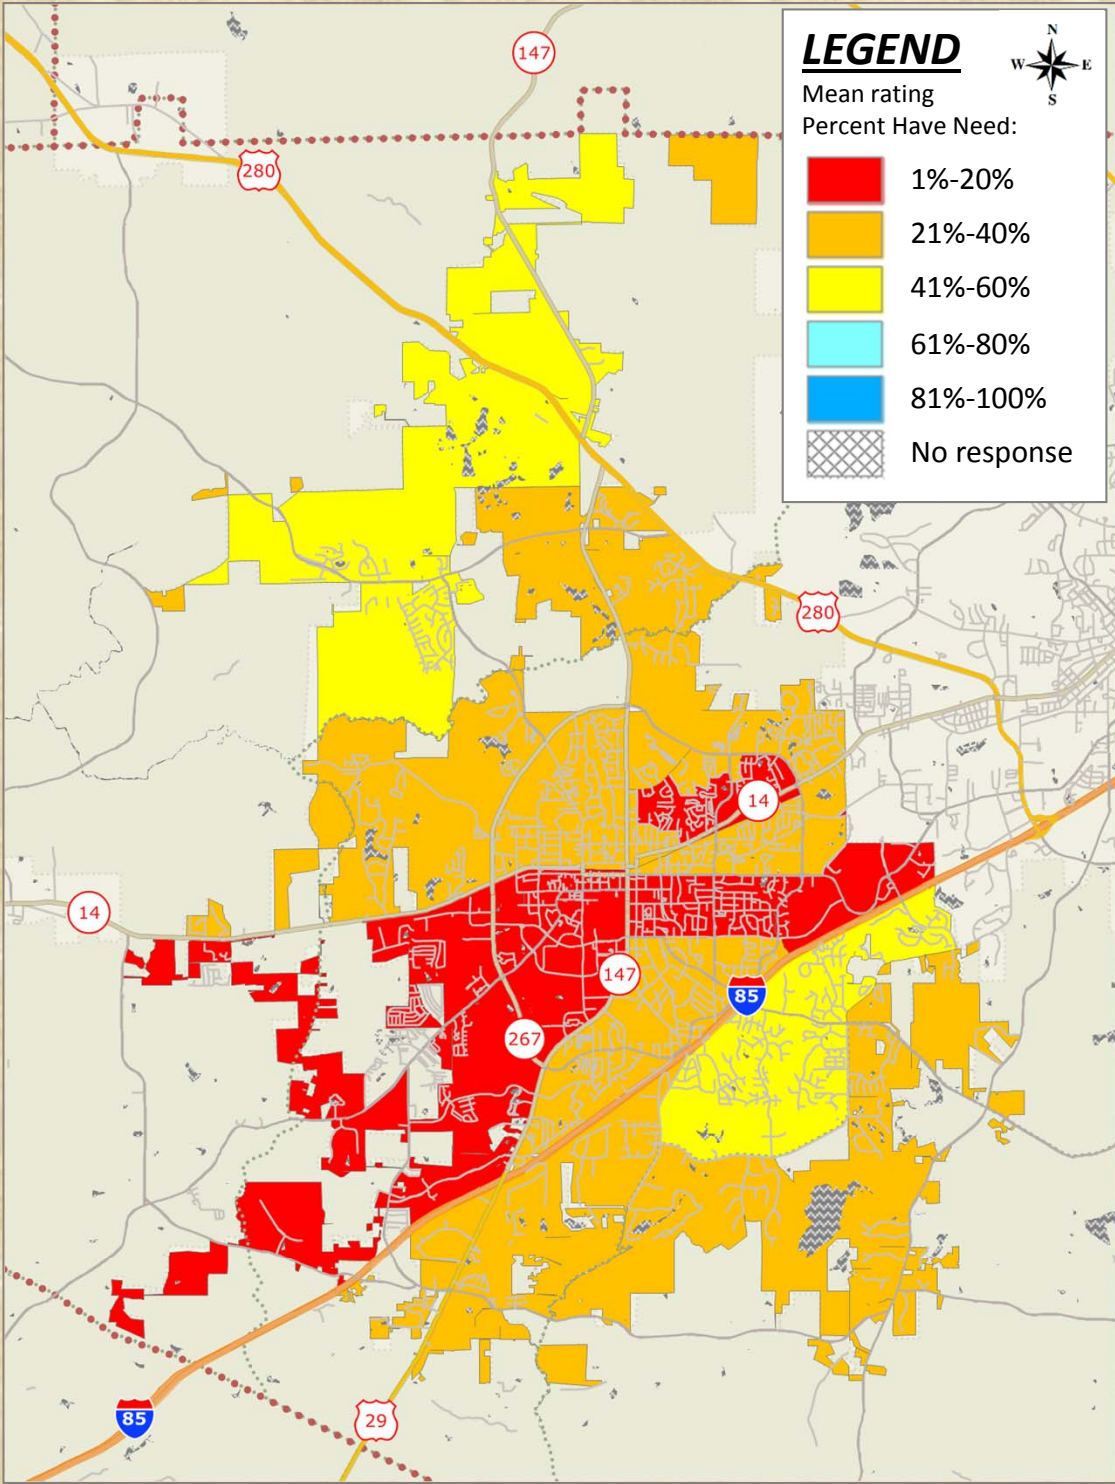 LEGEND
N
W E
S
Mean rating
Percent Have Need:
1%-20%
21%-40%
41%-60%
61%-80%
81%-100%
No response
147
280
280
14
14
147
85
267
85
29